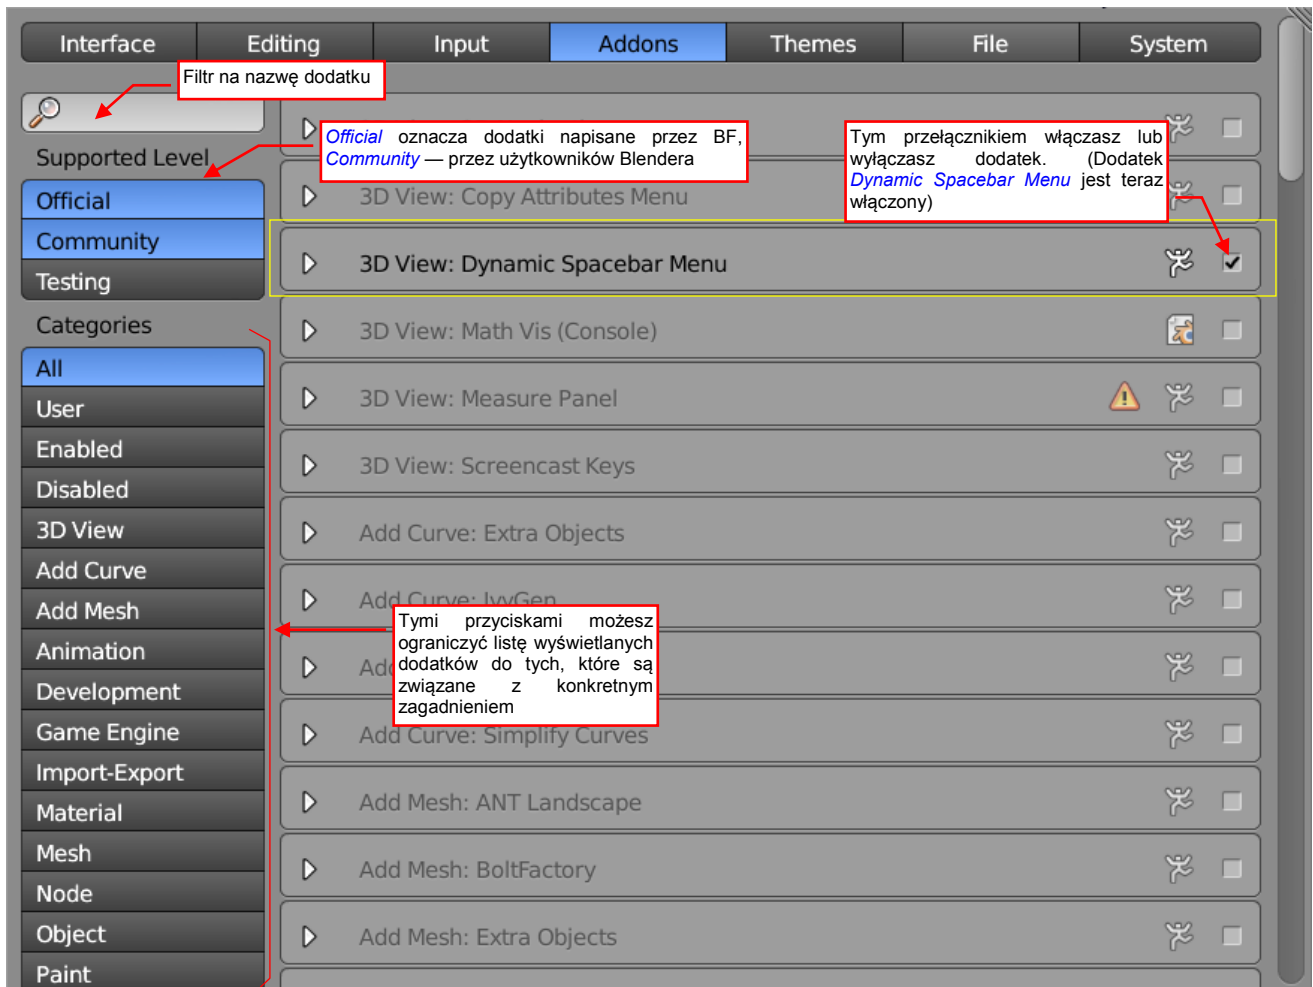 Interface Editing Input Addons Themes File System
Filtr na nazwę dodatku
Official oznacza dodatki napisane przez BF,
Community — przez użytkowników Blendera
Tym przełącznikiem włączasz lub
wyłączasz dodatek. (Dodatek
Dynamic Spacebar Menu jest teraz
włączony)
Supported Level
Official
Community
Testing
Categories
All
User
Enabled
Disabled
3D View
Add Curve
Add Mesh
Animation
Development
Game Engine
Import-Export
Material
Mesh
Node
Object
Paint
3D View: Copy Attributes Menu
3D View: Dynamic Spacebar Menu
3D View: Math Vis (Console)
3D View: Measure Panel
3D View: Screencast Keys
Add Curve: Extra Objects
Add Curve: IvyGen
Tymi przyciskami możesz
ograniczyć listę wyświetlanych
dodatków do tych, które są
związane z konkretnym
zagadnieniem
Add Curve: Simplify Curves
Add Mesh: ANT Landscape
Add Mesh: BoltFactory
Add Mesh: Extra Objects